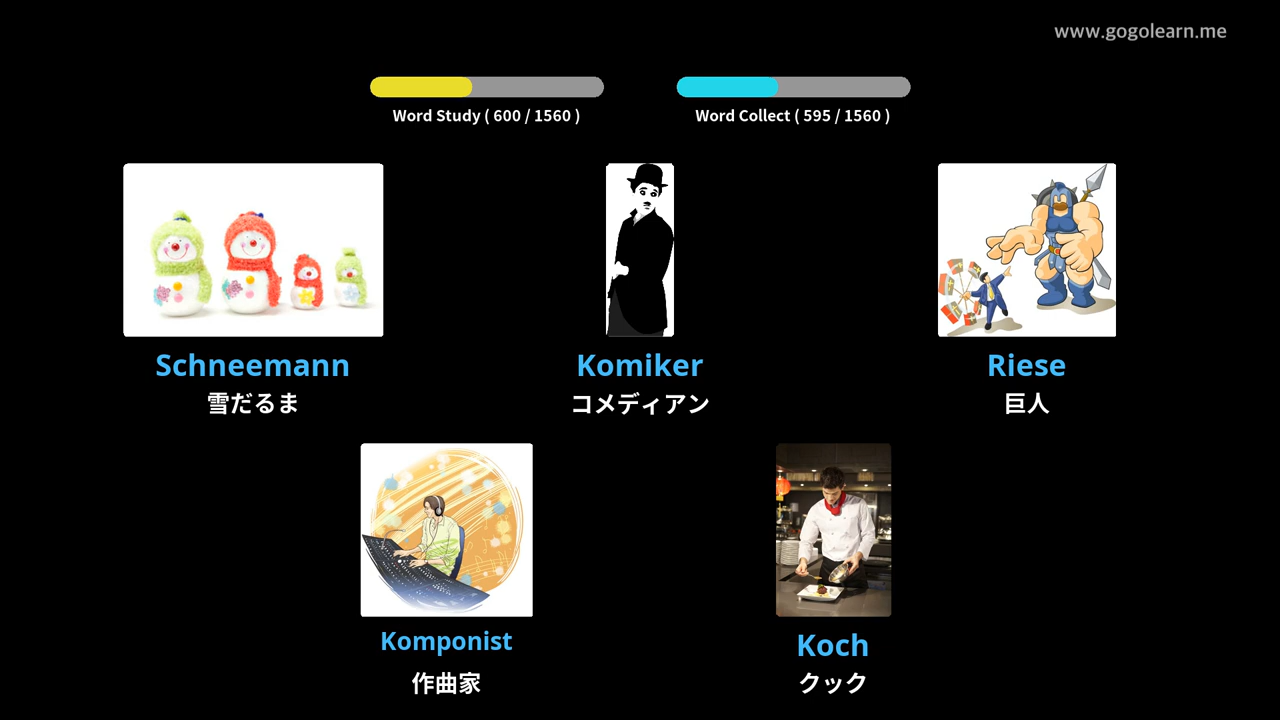 www.gogolearn.me
Word Study ( 600 / 1560 )
Word Collect ( 595 / 1560 )
Schneemann
雪だるま
Komiker
コメディアン
Riese
巨人
Komponist
作曲家
Koch
クック